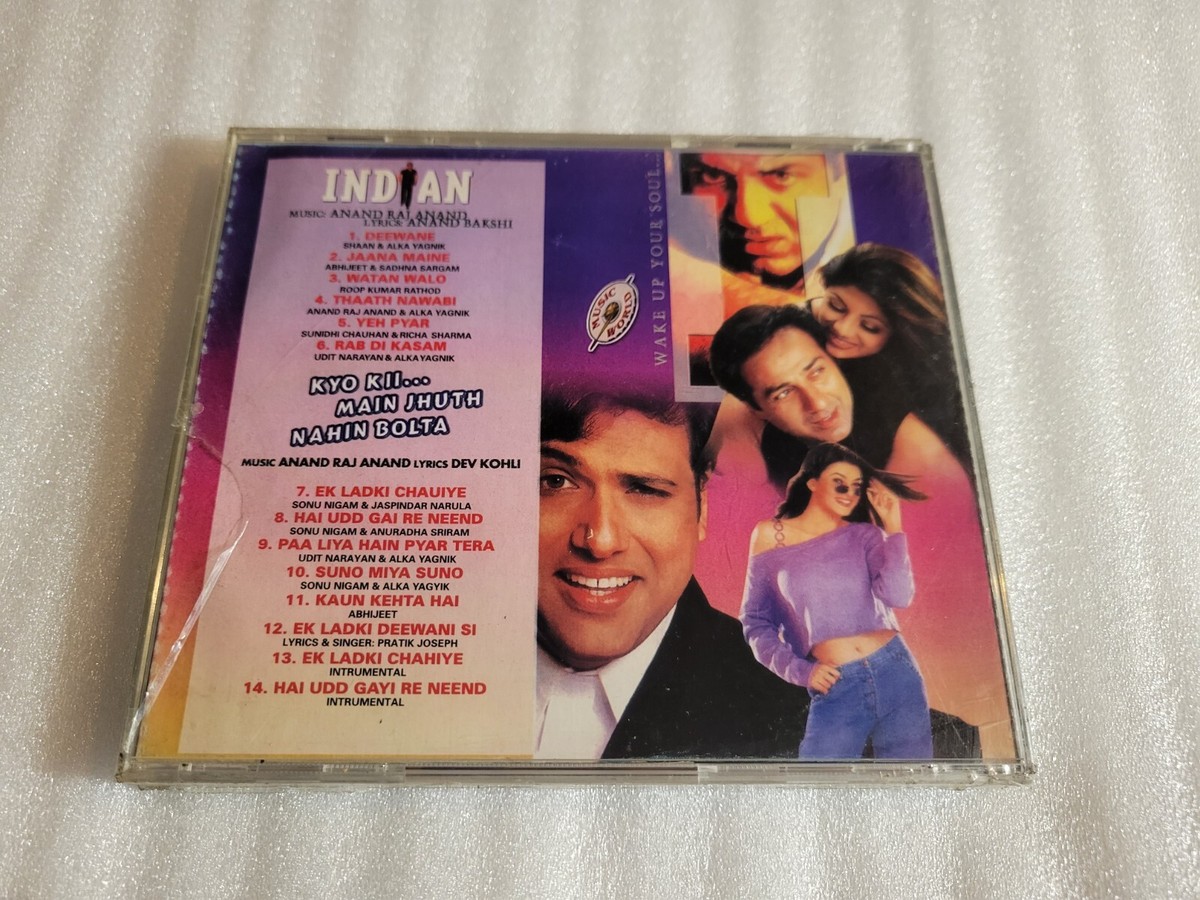 INDIAN
MUSIC: ANAND RAJ ANAND
LYRICS: ANAND BAKSHI
1. DEEWANE
SHAAN & ALKA YAGNIK
2. JAANA MAINE
ABHIJEET & SADHNA SARGAM
3. WATAN WALO
ROOP KUMAR RATHOD
4. THAATH NAWABI
ANAND RAJ ANAND & ALKA YAGNIK
5. YEH PYAR
SUNIDHI CHAUHAN & RICHA SHARMA
6. RAB DI KASAM
UDIT NARAYAN & ALKA YAGNIK
KYO KII...
MAIN JHUTH
NAHIN BOLTA
MUSIC ANAND RAJ ANAND LYRICS DEV KOHLI
7. EK LADKI CHAUIYE
SONU NIGAM & JASPINDAR NARULA
8. HAI UDD GAI RE NEEND
SONU NIGAM & ANURADHA SRIRAM
9. PAA LIYA HAIN PYAR TERA
UDIT NARAYAN & ALKA YAGNIK
10. SUNO MIYA SUNO
SONU NIGAM & ALKA YAGYIK
11. KAUN KEHTA HAI
ABHIJEET
12. EK LADKI DEEWANI SI
LYRICS & SINGER: PRATIK JOSEPH
13. EK LADKI CHAHIYE
INTRUMENTAL
14. HAI UDD GAYI RE NEEND
INTRUMENTAL
MUSIC
WORLD
WAKE UP YOUR SOUL...
I